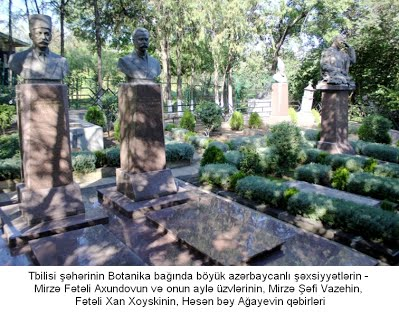 Tbilisi şəhərinin Botanika bağında böyük azərbaycanlı şəxsiyyətlərin -
Mirzə Fətəli Axundovun və onun aylə üzvlərinin, Mirzə Şəfi Vazehin,
Fətəli Xan Xoyskinin, Həsən bəy Ağayevin qəbirləri